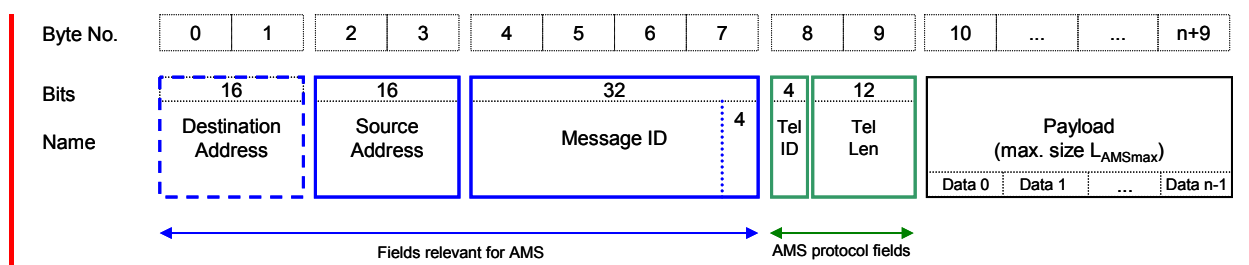 Byte No. 0 1 2 3 4 5 6 7 8 9 10 ... ... n+9
Bits 16 16 32 4 12
Name Destination Address Source Address Message ID 4 Tel ID Tel Len Payload (max. size LAMSmax)
Data 0 Data 1 ... Data n-1
Fields relevant for AMS AMS protocol fields